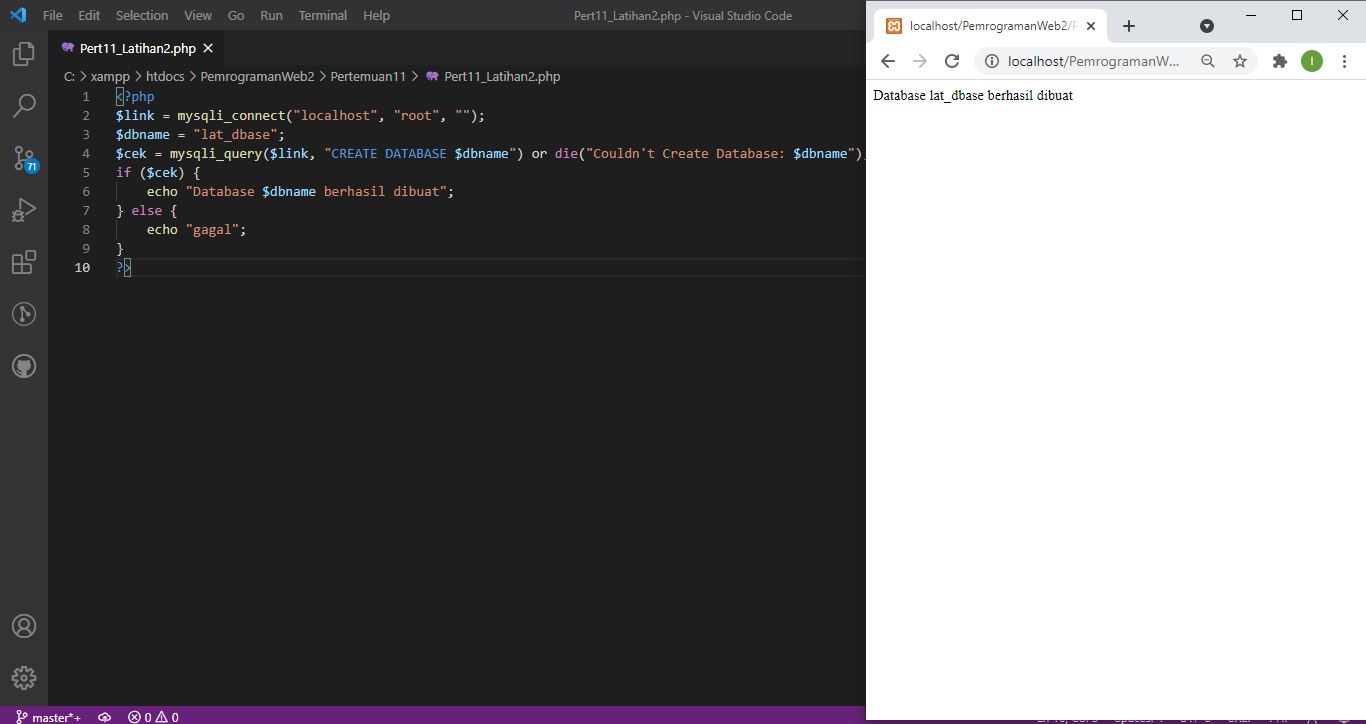 File Edit Selection View Go Run Terminal Help Pert11_Latihan2.php - Visual Studio Code
Pert11_Latihan2.php
C: > xampp > htdocs > PemrogramanWeb2 > Pertemuan11 > Pert11_Latihan2.php
1 <?php
2 $link = mysqli_connect("localhost", "root", "");
3 $dbname = "lat_dbase";
4 $cek = mysqli_query($link, "CREATE DATABASE $dbname") or die("Couldn't Create Database: $dbname");
5 if ($cek) {
6     echo "Database $dbname berhasil dibuat";
7 } else {
8     echo "gagal";
9 }
10 ?>
71
master*+ 0 0
localhost/PemrogramanWeb2/P
localhost/PemrogramanW...
I
Database lat_dbase berhasil dibuat